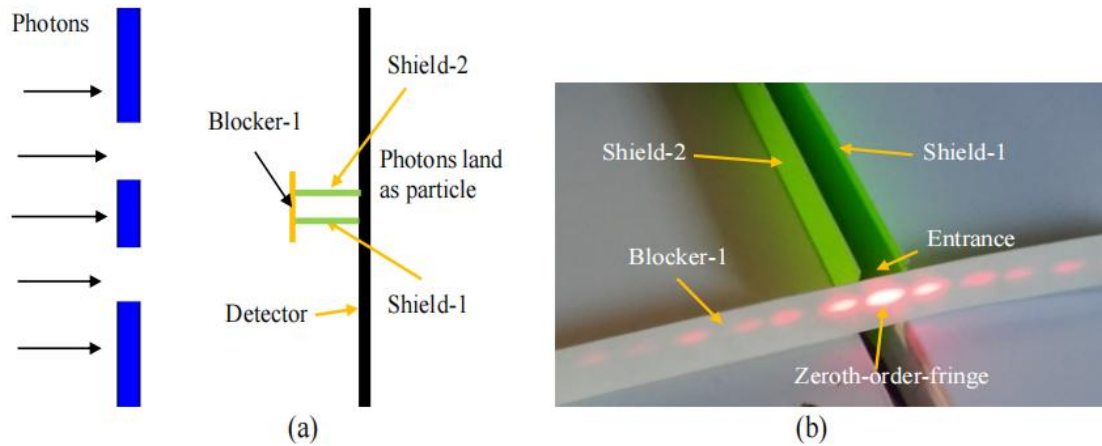 Photons
Shield-2
Blocker-1
Photons land
as particle
Detector
Shield-1
(a)
Shield-2
Shield-1
Entrance
Blocker-1
Zeroth-order-fringe
(b)